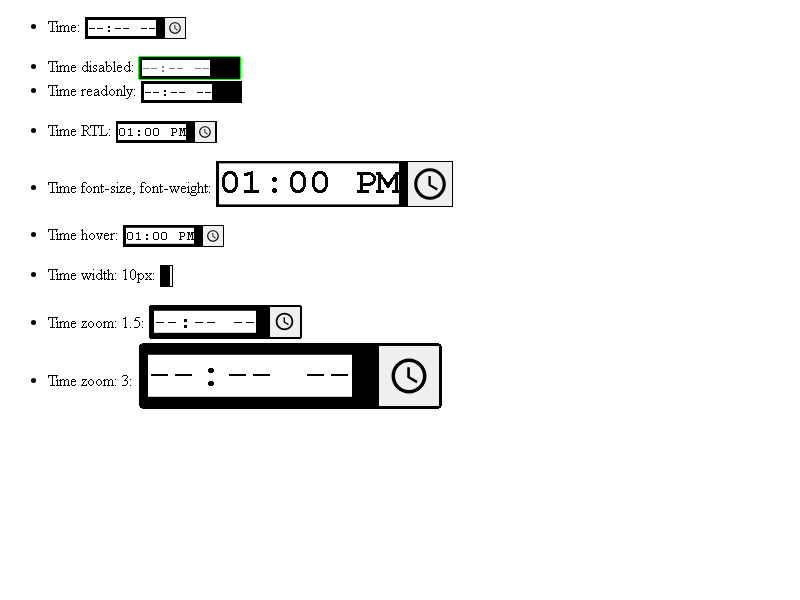 Time: --:-- --
Time disabled: --:-- --
Time readonly: --:-- --
Time RTL: 01:00 PM
Time font-size, font-weight: 01:00 PM
Time hover: 01:00 PM
Time width: 10px:
Time zoom: 1.5: --:-- --
Time zoom: 3: --:-- --